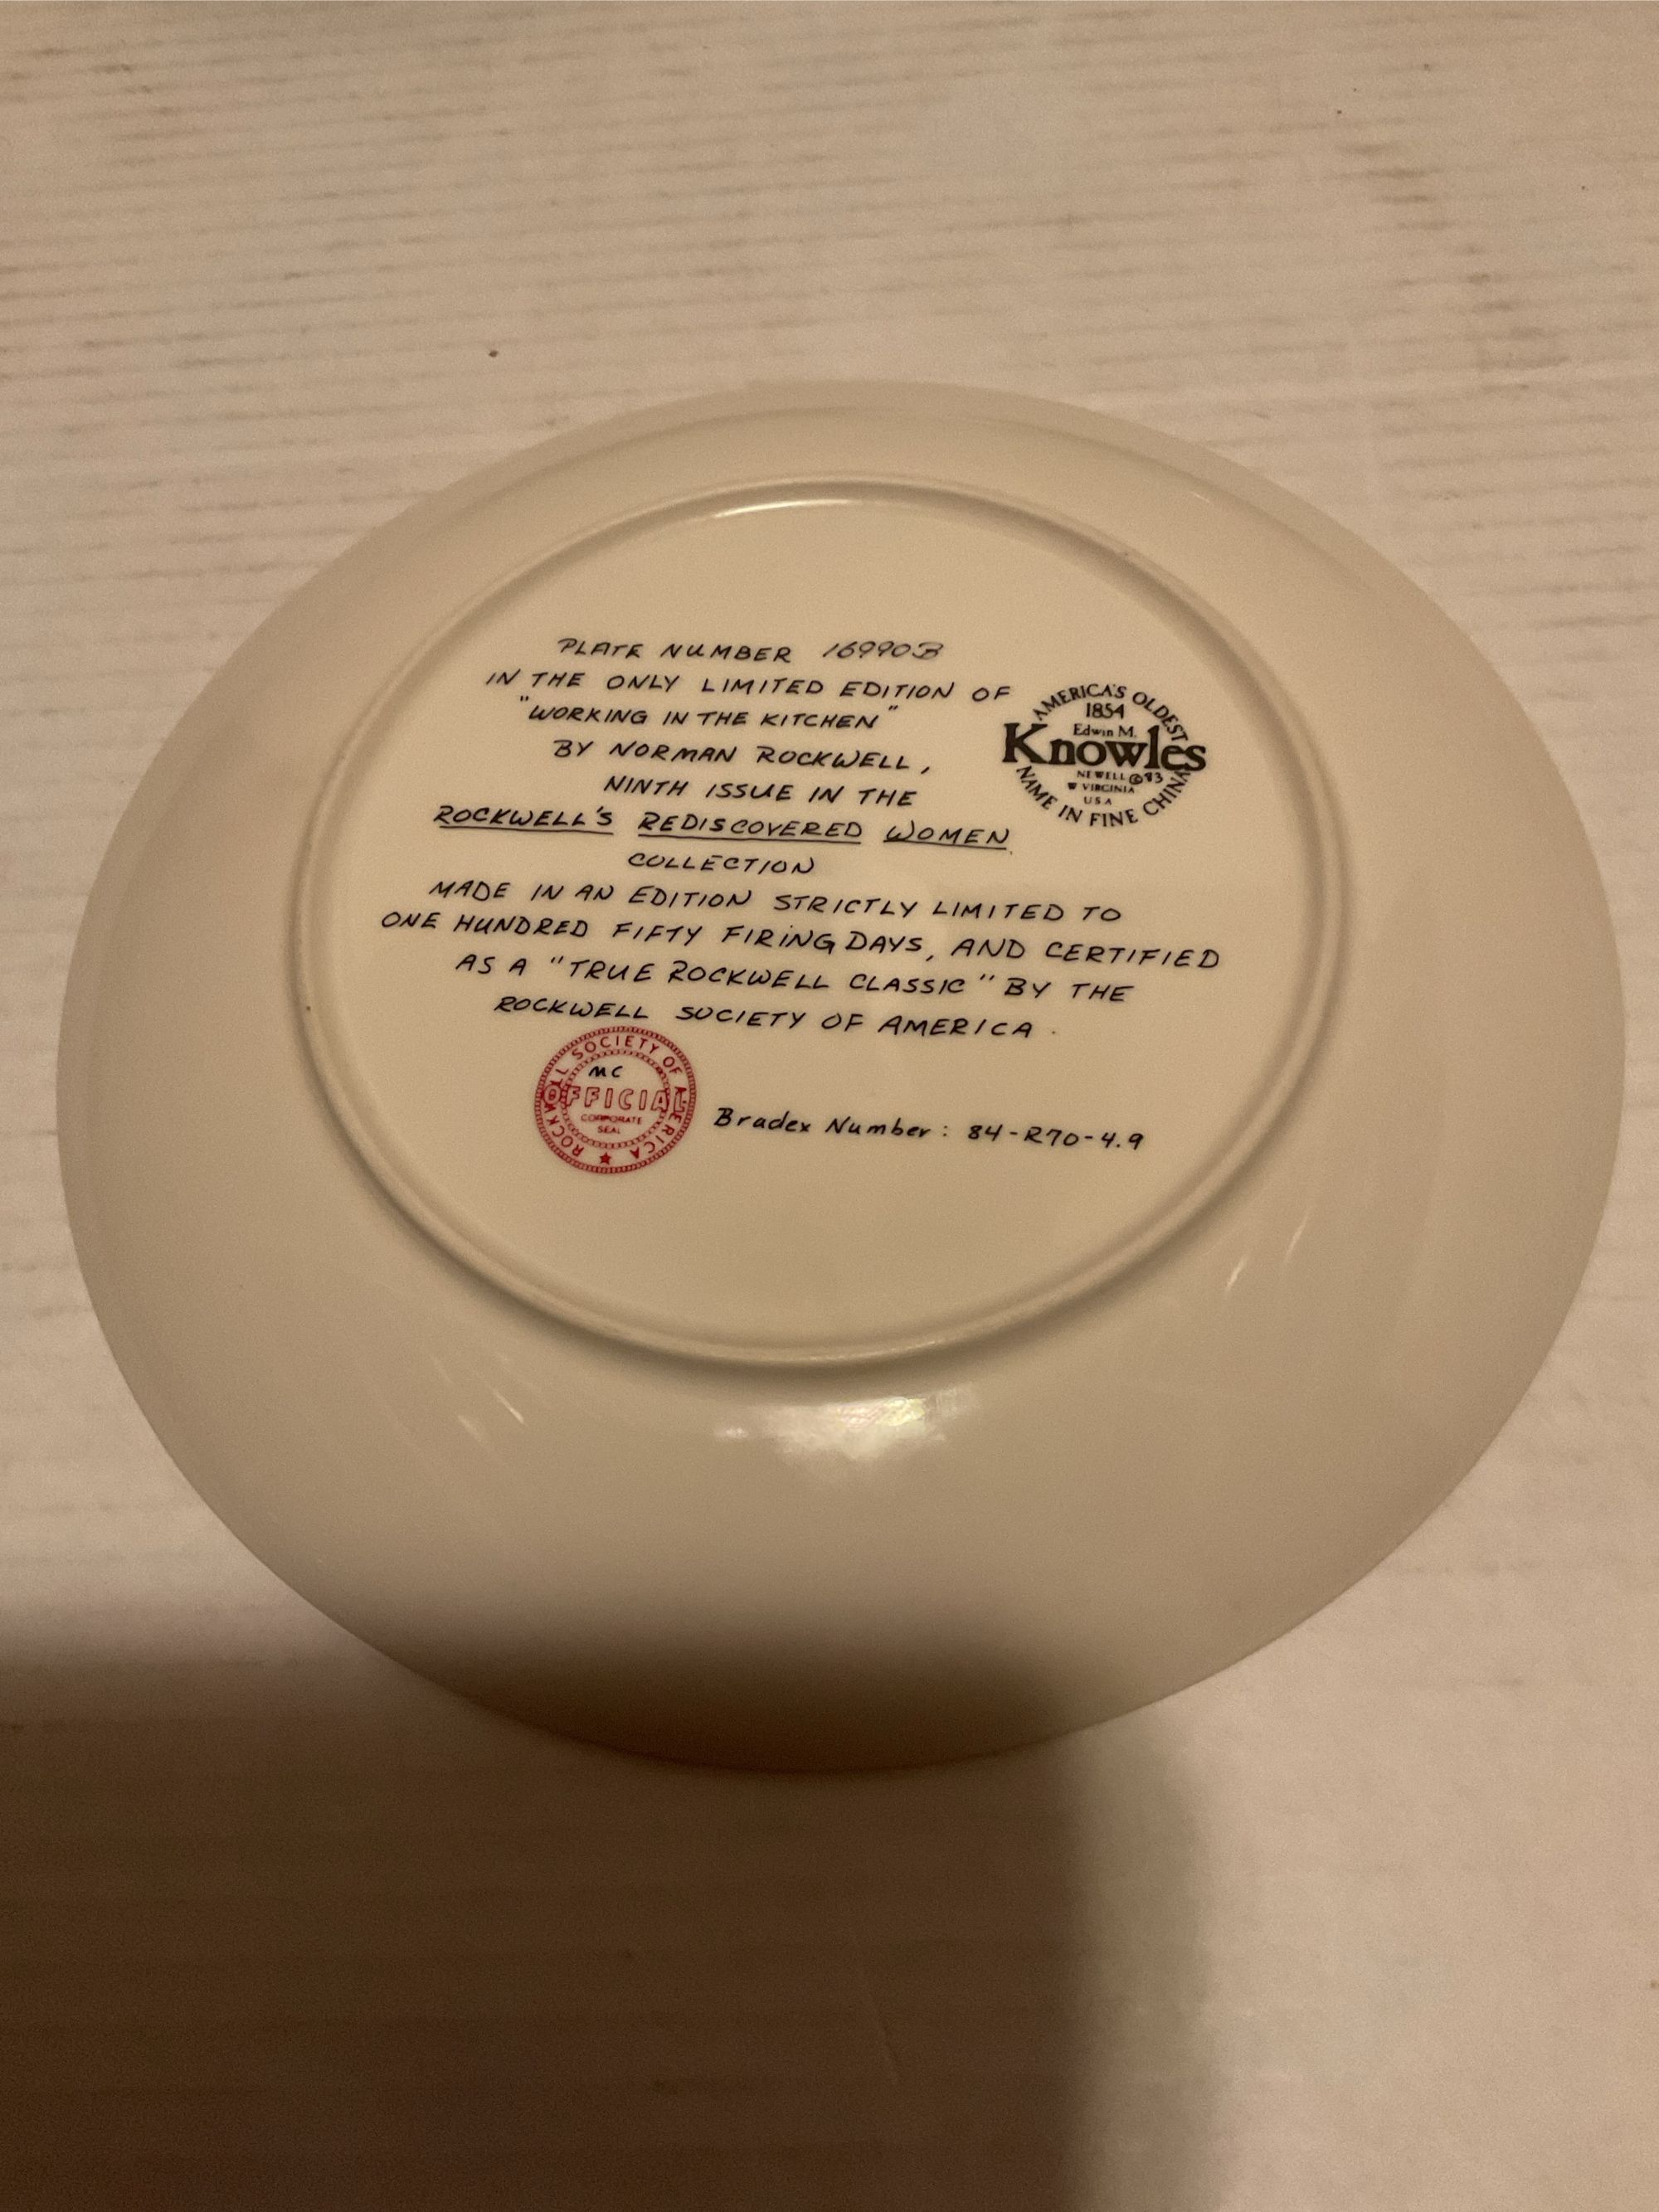 PLATE NUMBER 16990B
IN THE ONLY LIMITED EDITION OF
"WORKING IN THE KITCHEN"
BY NORMAN ROCKWELL,
NINTH ISSUE IN THE
ROCKWELL'S REDISCOVERED WOMEN
COLLECTION
MADE IN AN EDITION STRICTLY LIMITED TO
ONE HUNDRED FIFTY FIRING DAYS, AND CERTIFIED
AS A "TRUE ROCKWELL CLASSIC" BY THE
ROCKWELL SOCIETY OF AMERICA.
AMERICA'S OLDEST
1854
Edwin M.
Knowles
NEWELL © 83
W VIRGINIA
USA
NAME IN FINE CHINA
ROCKWELL SOCIETY OF AMERICA
MC
OFFICIAL
CORPORATE
SEAL
Bradex Number: 84-R70-4.9